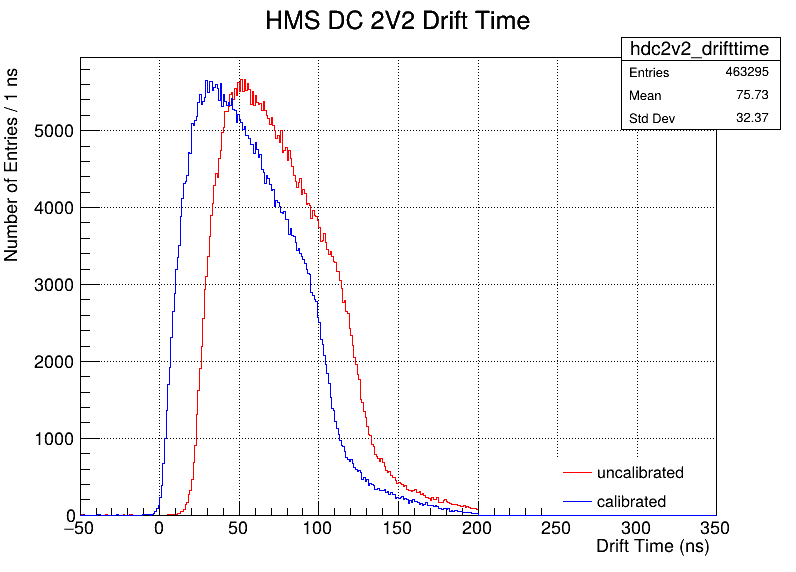 HMS DC 2V2 Drift Time
hdc2v2_drifttime
Entries 463295
Mean 75.73
Std Dev 32.37
Number of Entries / 1 ns
5000
4000
3000
2000
1000
0
−50 0 50 100 150 200 250 300 350
Drift Time (ns)
uncalibrated
calibrated